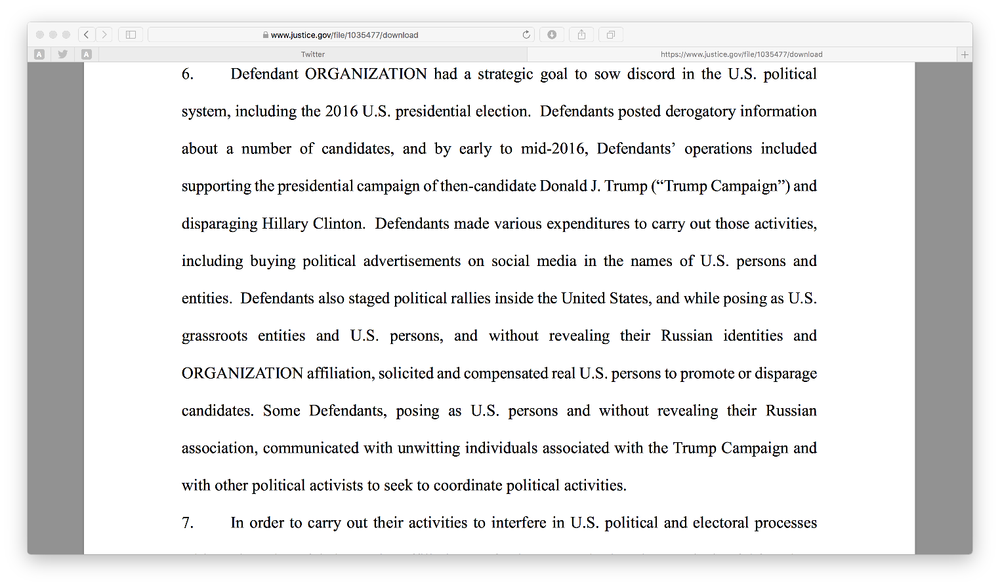 www.justice.gov/file/1035477/download
A
A
Twitter
https://www.justice.gov/file/1035477/download
6. Defendant ORGANIZATION had a strategic goal to sow discord in the U.S. political
system, including the 2016 U.S. presidential election. Defendants posted derogatory information
about a number of candidates, and by early to mid-2016, Defendants’ operations included
supporting the presidential campaign of then-candidate Donald J. Trump (“Trump Campaign”) and
disparaging Hillary Clinton. Defendants made various expenditures to carry out those activities,
including buying political advertisements on social media in the names of U.S. persons and
entities. Defendants also staged political rallies inside the United States, and while posing as U.S.
grassroots entities and U.S. persons, and without revealing their Russian identities and
ORGANIZATION affiliation, solicited and compensated real U.S. persons to promote or disparage
candidates. Some Defendants, posing as U.S. persons and without revealing their Russian
association, communicated with unwitting individuals associated with the Trump Campaign and
with other political activists to seek to coordinate political activities.
7. In order to carry out their activities to interfere in U.S. political and electoral processes